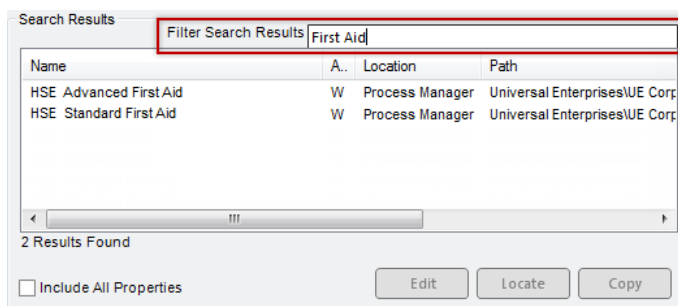 Search Results
Filter Search Results First Aid
Name A.. Location Path
HSE Advanced First Aid W Process Manager Universal Enterprises\UE Corp
HSE Standard First Aid W Process Manager Universal Enterprises\UE Corp
2 Results Found
Include All Properties Edit Locate Copy